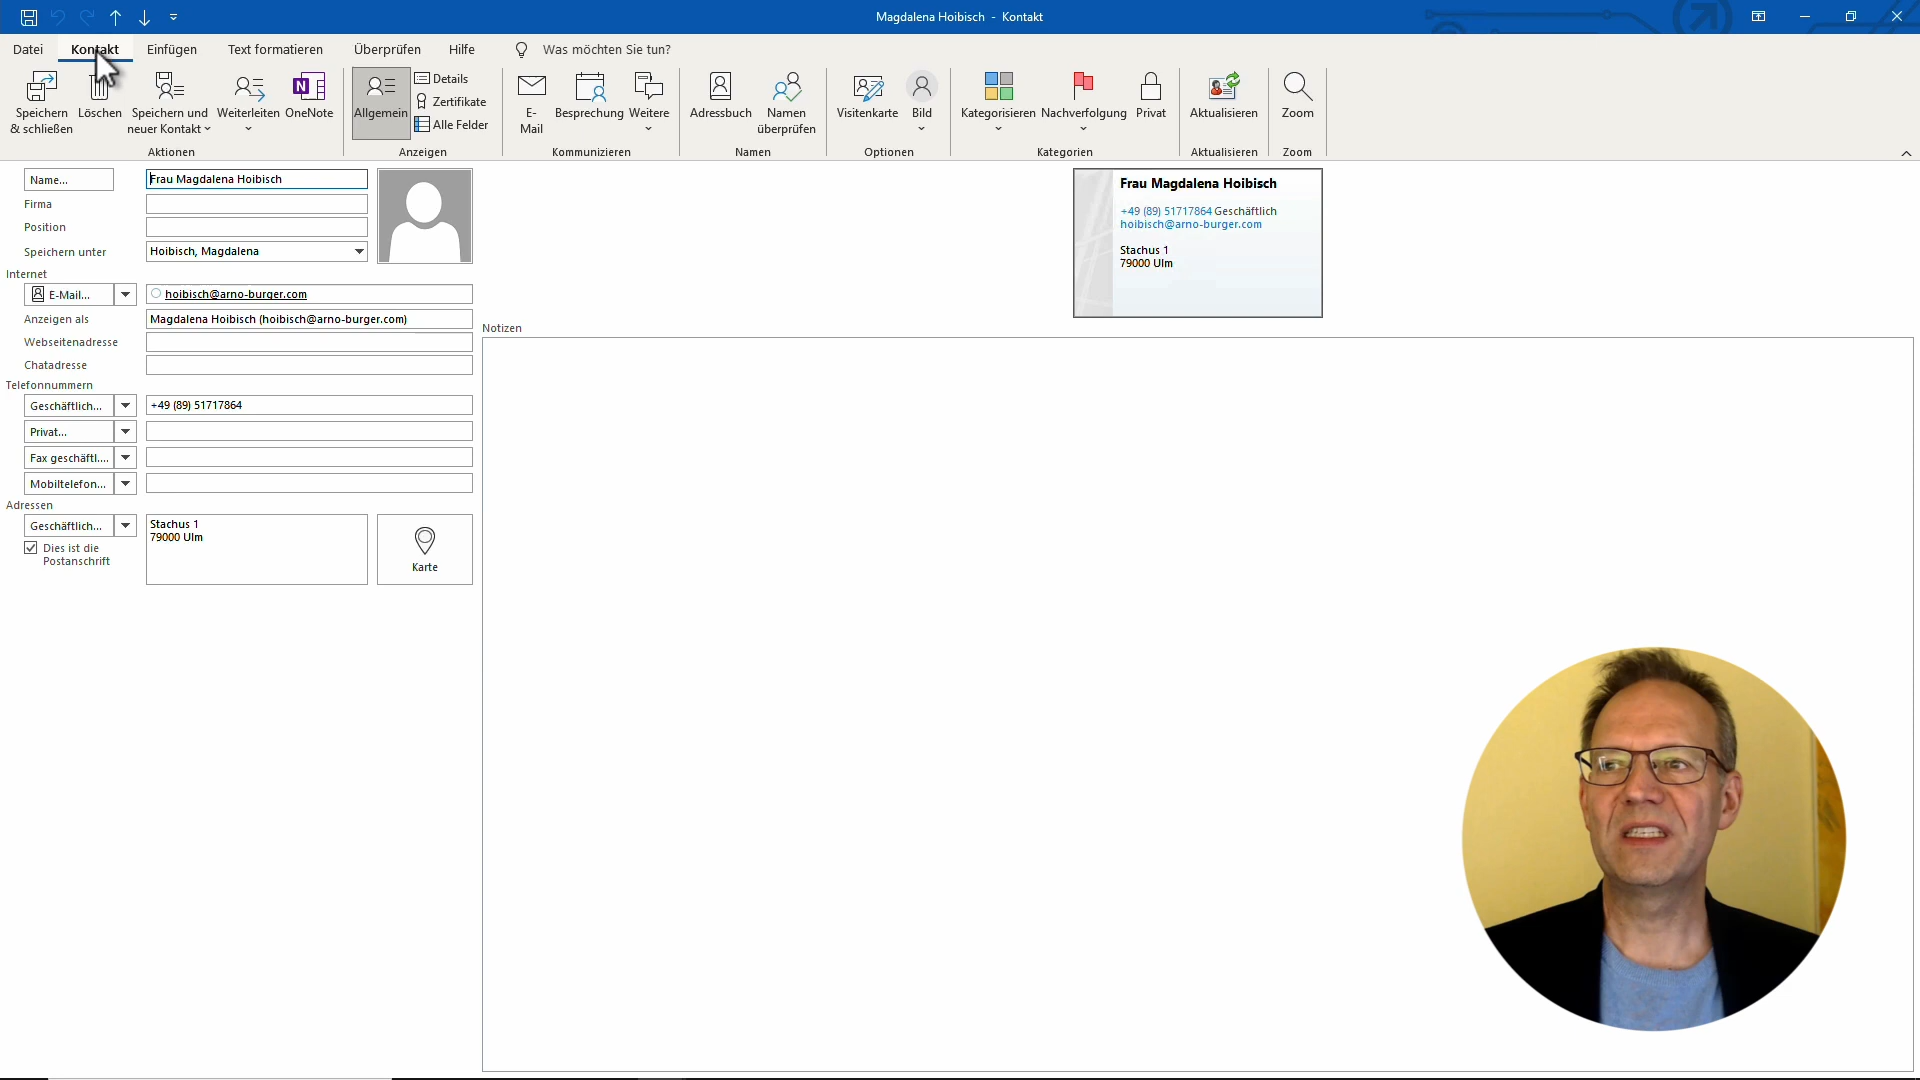 Magdalena Hoibisch - Kontakt
Datei Kontakt Einfügen Text formatieren Überprüfen Hilfe Was möchten Sie tun?
Speichern & schließen
Löschen
Speichern und neuer Kontakt
Weiterleiten
OneNote
Aktionen
Allgemein
Details
Zertifikate
Alle Felder
Anzeigen
E-Mail
Besprechung
Weitere
Kommunizieren
Adressbuch
Namen überprüfen
Namen
Visitenkarte
Bild
Optionen
Kategorisieren
Nachverfolgung
Privat
Kategorien
Aktualisieren
Aktualisieren
Zoom
Zoom
Name... Frau Magdalena Hoibisch
Firma
Position
Speichern unter Hoibisch, Magdalena
Internet
E-Mail... hoibisch@arno-burger.com
Anzeigen als Magdalena Hoibisch (hoibisch@arno-burger.com)
Webseitenadresse
Chatadresse
Telefonnummern
Geschäftlich... +49 (89) 51717864
Privat...
Fax geschäftl....
Mobiltelefon...
Adressen
Geschäftlich... Stachus 1
79000 Ulm
Dies ist die
Postanschrift
Karte
Frau Magdalena Hoibisch
+49 (89) 51717864 Geschäftlich
hoibisch@arno-burger.com
Stachus 1
79000 Ulm
Notizen